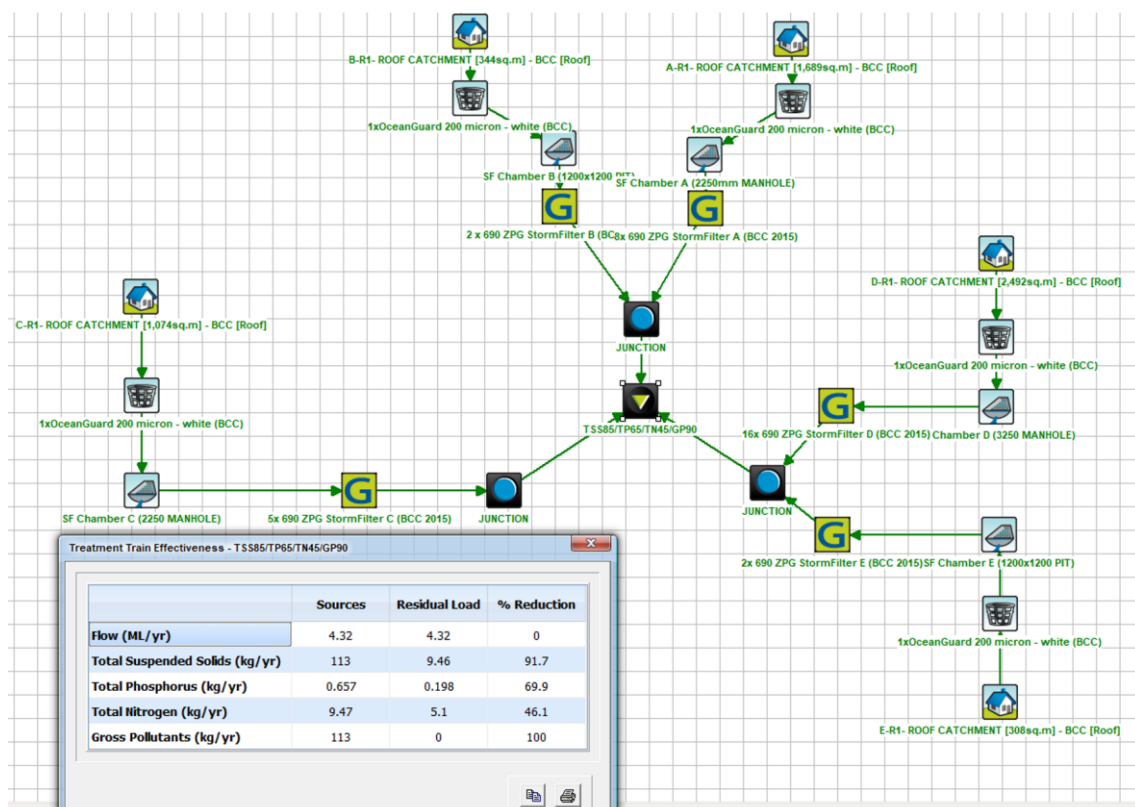 B-R1- ROOF CATCHMENT [344sq.m] - BCC [Roof]
A-R1- ROOF CATCHMENT [1,689sq.m] - BCC [Roof]
1xOceanGuard 200 micron - white (BCC)
1xOceanGuard 200 micron - white (BCC)
SF Chamber B (1200x1200 PIT)
SF Chamber A (2250mm MANHOLE)
2 x 690 ZPG StormFilter B (BC
8x 690 ZPG StormFilter A (BCC 2015)
D-R1- ROOF CATCHMENT [2,492sq.m] - BCC [Roof]
C-R1- ROOF CATCHMENT [1,074sq.m] - BCC [Roof]
JUNCTION
1xOceanGuard 200 micron - white (BCC)
1xOceanGuard 200 micron - white (BCC)
TSS85/TP65/TN45/GP90
16x 690 ZPG StormFilter D (BCC 2015)
Chamber D (3250 MANHOLE)
SF Chamber C (2250 MANHOLE)
5x 690 ZPG StormFilter C (BCC 2015)
JUNCTION
JUNCTION
2x 690 ZPG StormFilter E (BCC 2015)
SF Chamber E (1200x1200 PIT)
1xOceanGuard 200 micron - white (BCC)
E-R1- ROOF CATCHMENT [308sq.m] - BCC [Roof]
Treatment Train Effectiveness - TSS85/TP65/TN45/GP90
Sources Residual Load % Reduction
Flow (ML/yr) 4.32 4.32 0
Total Suspended Solids (kg/yr) 113 9.46 91.7
Total Phosphorus (kg/yr) 0.657 0.198 69.9
Total Nitrogen (kg/yr) 9.47 5.1 46.1
Gross Pollutants (kg/yr) 113 0 100